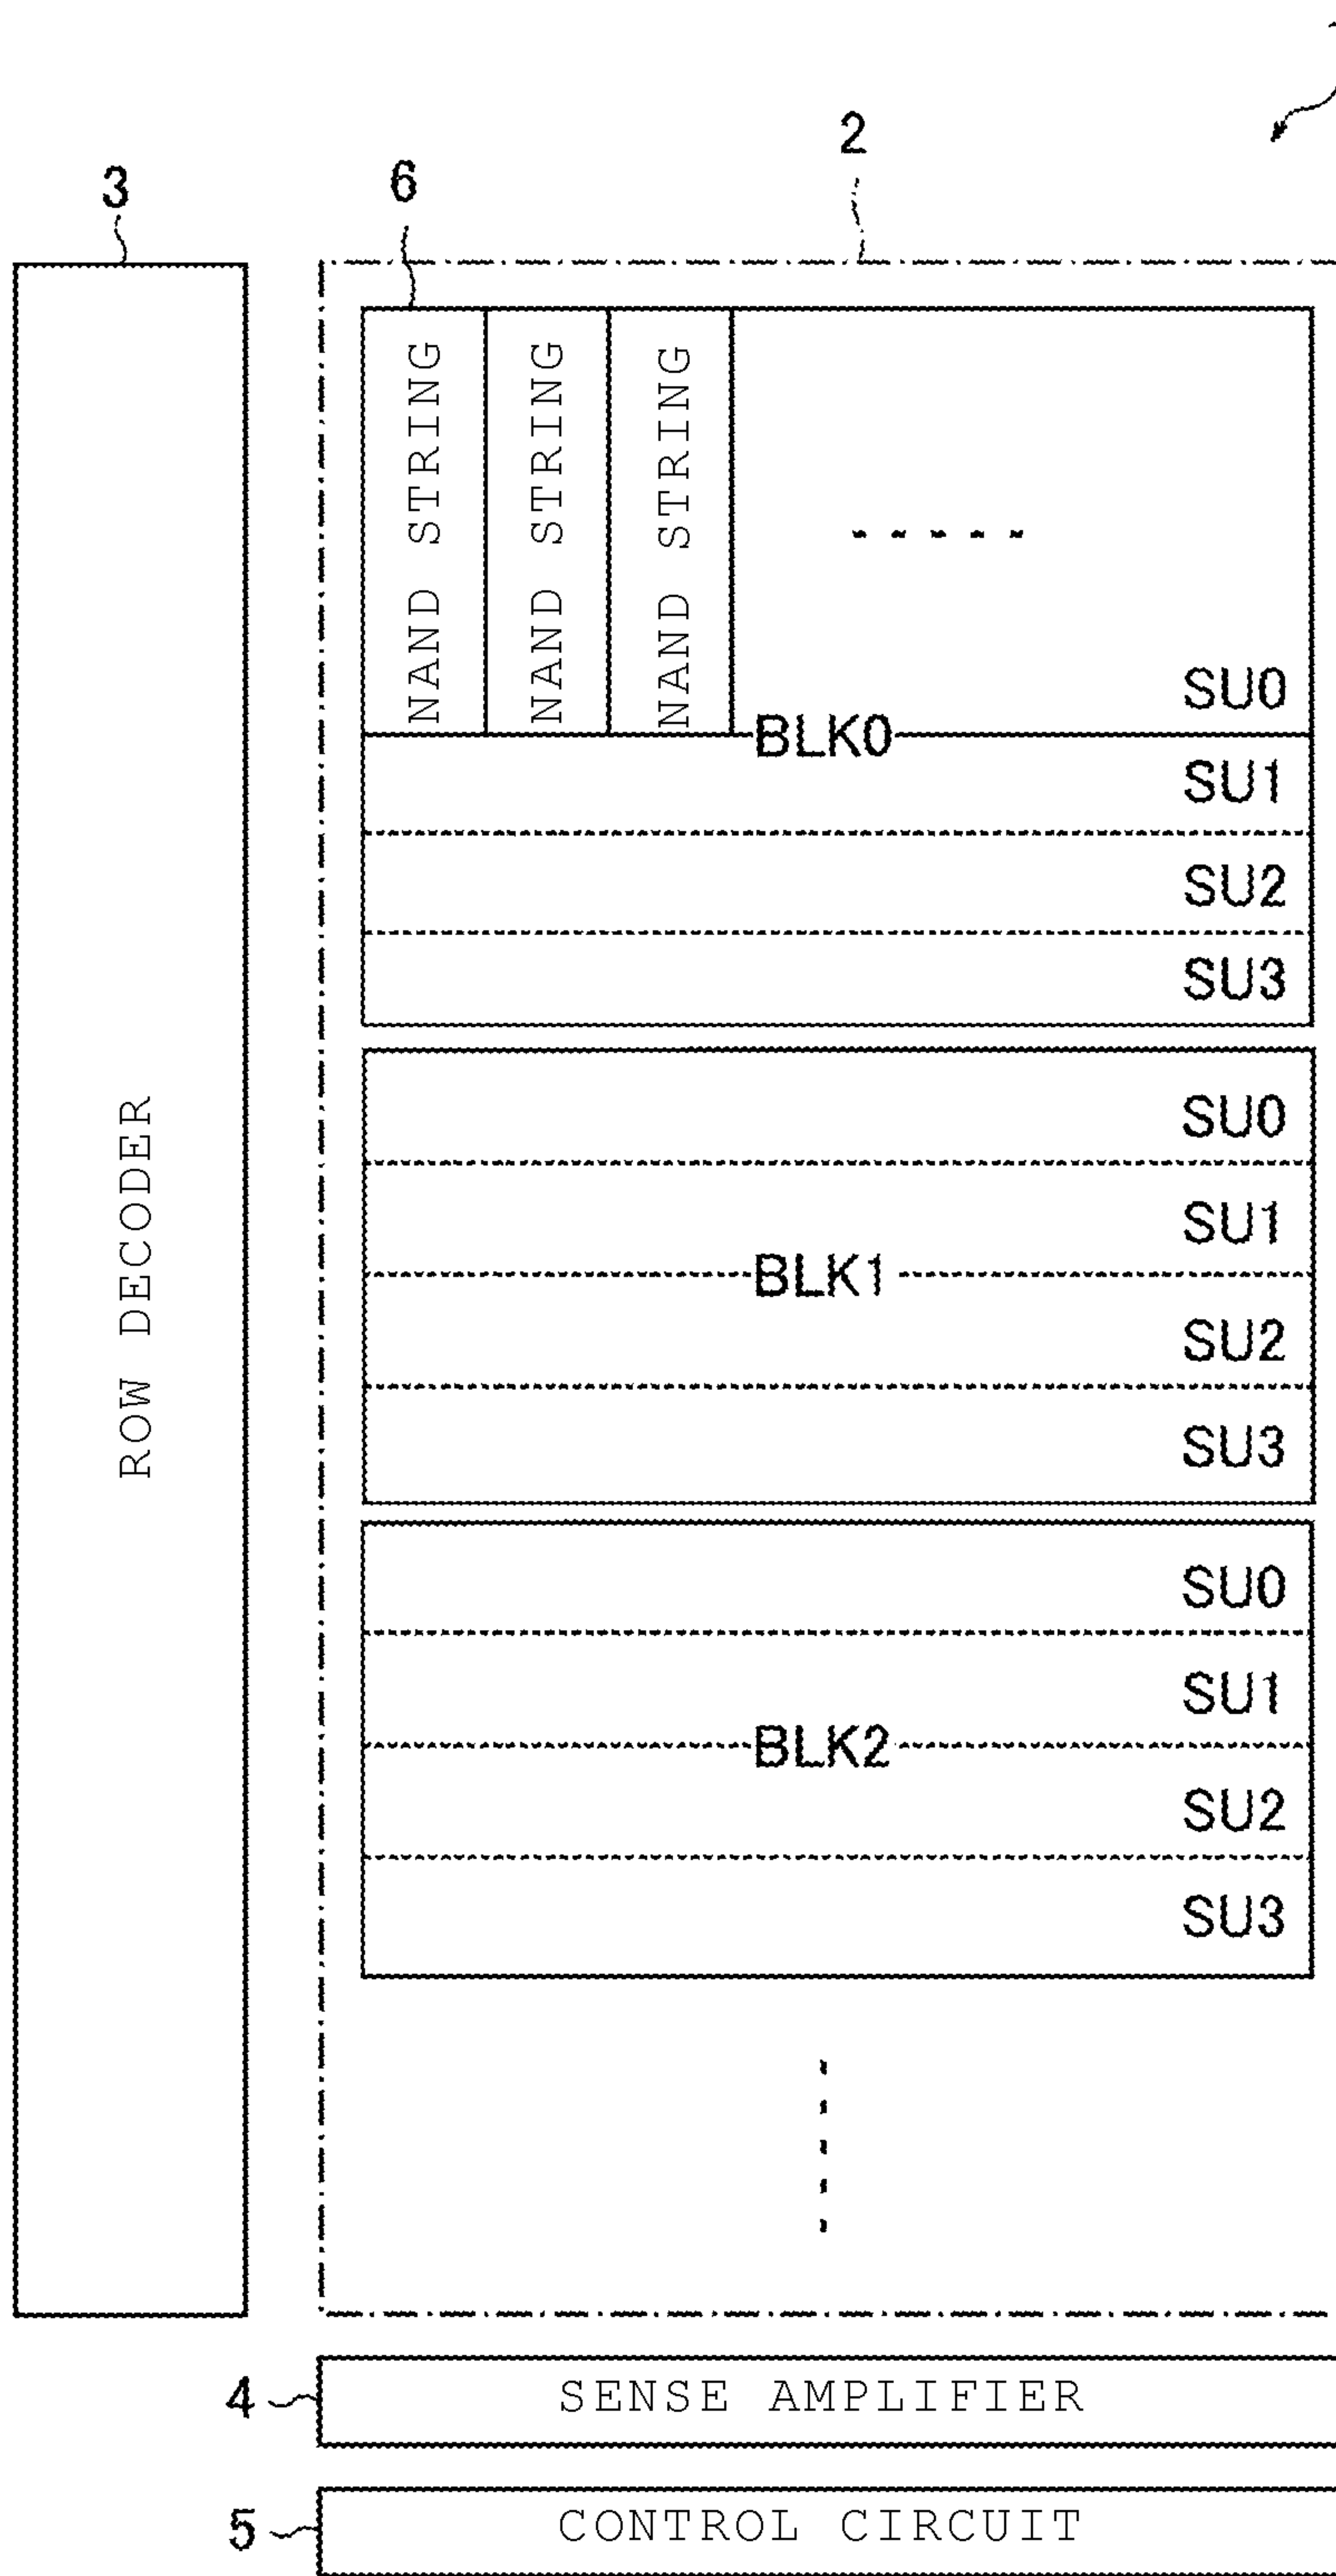 2
3
6
NAND STRING
NAND STRING
NAND STRING
SU0
BLK0
SU1
SU2
SU3
ROW DECODER
SU0
SU1
BLK1
SU2
SU3
SU0
SU1
BLK2
SU2
SU3
4
SENSE AMPLIFIER
5
CONTROL CIRCUIT